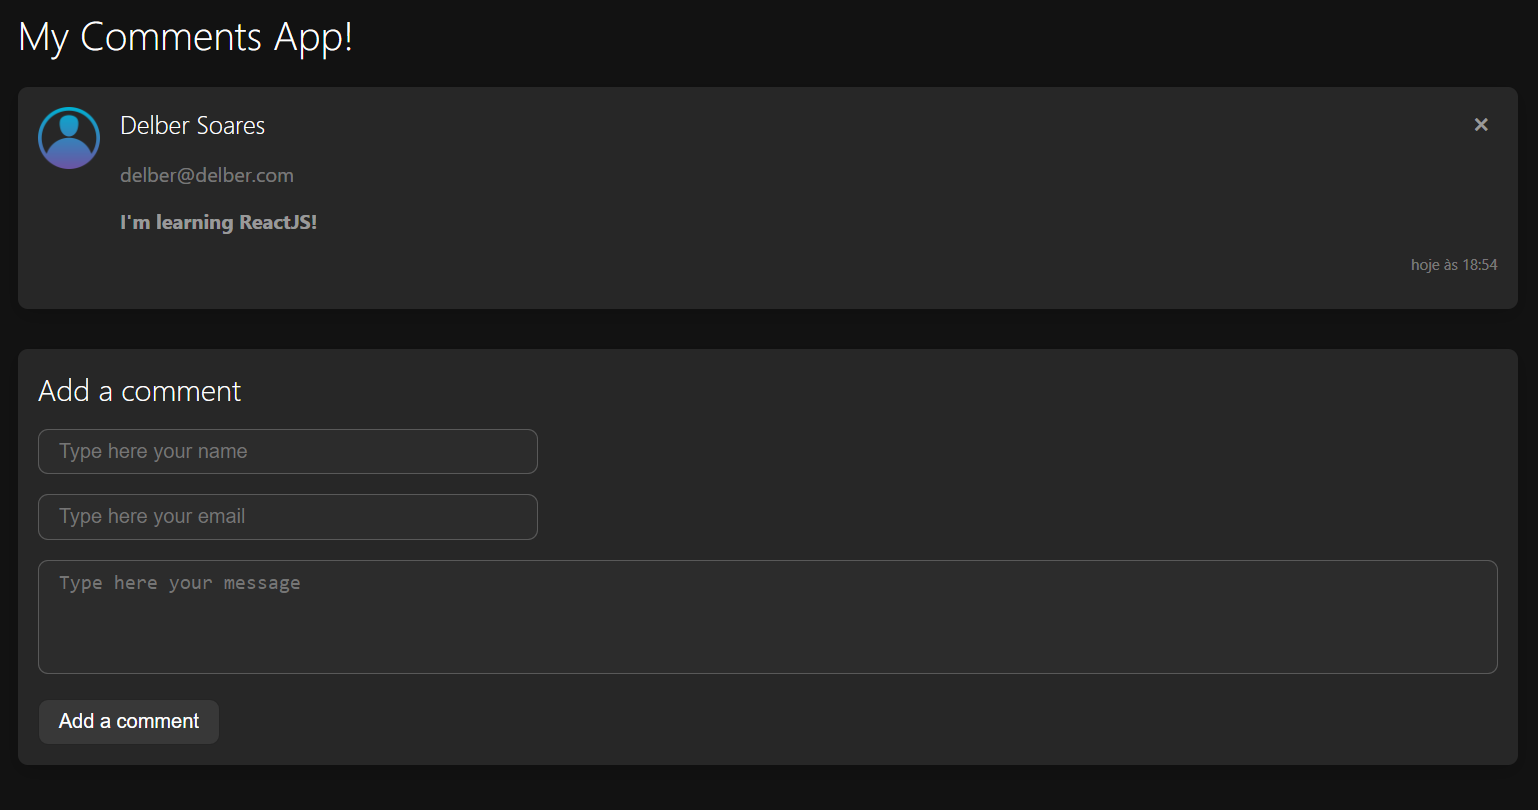 My Comments App!
Delber Soares
×
delber@delber.com
I'm learning ReactJS!
hoje às 18:54
Add a comment
Type here your name
Type here your email
Type here your message
Add a comment